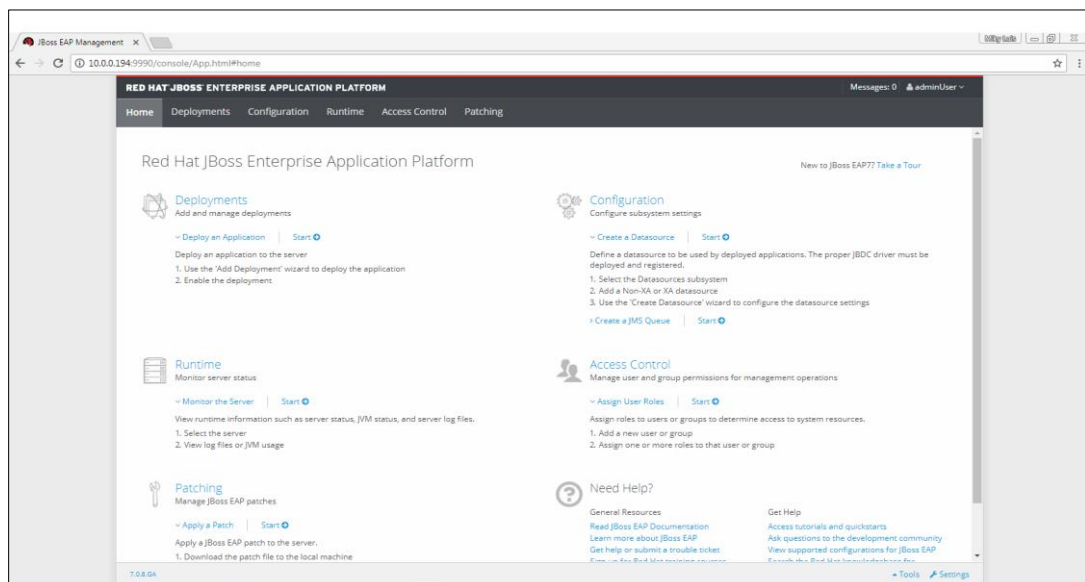 JBoss EAP Management
10.0.0.194:9990/console/App.html#home
RED HAT JBOSS ENTERPRISE APPLICATION PLATFORM
Messages: 0 adminUser
Home Deployments Configuration Runtime Access Control Patching
Red Hat JBoss Enterprise Application Platform
New to JBoss EAP7? Take a Tour
Deployments
Add and manage deployments
Deploy an Application Start
Deploy an application to the server
1. Use the 'Add Deployment' wizard to deploy the application
2. Enable the deployment
Configuration
Configure subsystem settings
Create a Datasource Start
Define a datasource to be used by deployed applications. The proper JBDC driver must be
deployed and registered.
1. Select the Datasources subsystem
2. Add a Non-XA or XA datasource
3. Use the 'Create Datasource' wizard to configure the datasource settings
Create a JMS Queue Start
Runtime
Monitor server status
Monitor the Server Start
View runtime information such as server status, JVM status, and server log files.
1. Select the server
2. View log files or JVM usage
Access Control
Manage user and group permissions for management operations
Assign User Roles Start
Assign roles to users or groups to determine access to system resources.
1. Add a new user or group
2. Assign one or more roles to that user or group
Patching
Manage JBoss EAP patches
Apply a Patch Start
Apply a JBoss EAP patch to the server.
1. Download the patch file to the local machine
Need Help?
General Resources
Read JBoss EAP Documentation
Learn more about JBoss EAP
Get help or submit a trouble ticket
Sign up for Red Hat training courses
Get Help
Access tutorials and quickstarts
Ask questions to the development community
View supported configurations for JBoss EAP
Search the Red Hat knowledgebase for
7.0.8.GA
Tools Settings